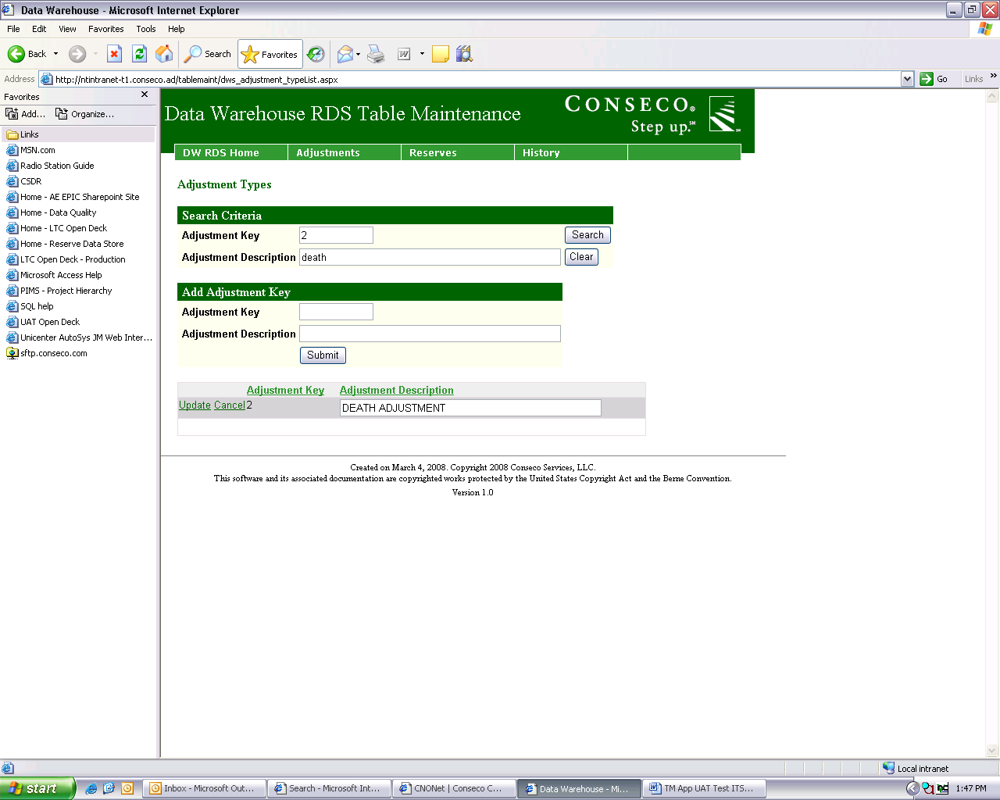 Data Warehouse - Microsoft Internet Explorer
File Edit View Favorites Tools Help
Back Search Favorites
Address http://ntintranet-t1.conseco.ad/tablemaint/dws_adjustment_typeList.aspx Go Links »
Favorites
Add... Organize...
Links
MSN.com
Radio Station Guide
CSDR
Home - AE EPIC Sharepoint Site
Home - Data Quality
Home - LTC Open Deck
Home - Reserve Data Store
LTC Open Deck - Production
Microsoft Access Help
PIMS - Project Hierarchy
SQL help
UAT Open Deck
Unicenter AutoSys JM Web Inter...
sftp.conseco.com
Data Warehouse RDS Table Maintenance
CONSECO®
Step up.℠
DW RDS Home Adjustments Reserves History
Adjustment Types
Search Criteria
Adjustment Key 2 Search
Adjustment Description death Clear
Add Adjustment Key
Adjustment Key
Adjustment Description
Submit
Adjustment Key Adjustment Description
Update Cancel 2 DEATH ADJUSTMENT
Created on March 4, 2008. Copyright 2008 Conseco Services, LLC.
This software and its associated documentation are copyrighted works protected by the United States Copyright Act and the Berne Convention.
Version 1.0
Local intranet
start Inbox - Microsoft Out... Search - Microsoft Int... CNONet | Conseco C... Data Warehouse - Mi... TM App UAT Test ITS... 1:47 PM